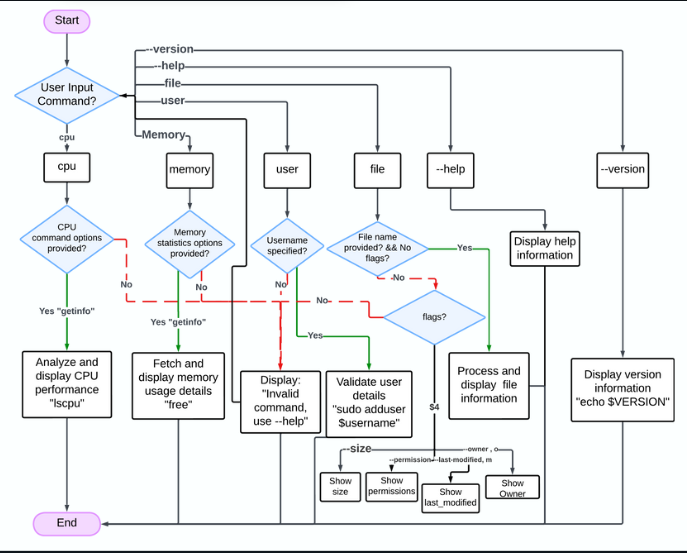 Start
--version
--help
file
user
Memory
User Input
Command?
cpu
cpu
memory
user
file
--help
--version
CPU
command options
provided?
Memory
statistics options
provided?
Username
specified?
File name
provided? && No
flags?
Yes
Display help
information
No
No
No
No
No
Yes "getinfo"
Yes "getinfo"
flags?
Yes
Analyze and
display CPU
performance
"lscpu"
Fetch and
display memory
usage details
"free"
Display:
"Invalid
command,
use --help"
Validate user
details
"sudo adduser
$username"
Process and
display file
information
Display version
information
"echo $VERSION"
$4
--size
--owner , o
--permission
--last-modified, m
Show
size
Show
permissions
Show
last_modified
Show
Owner
End